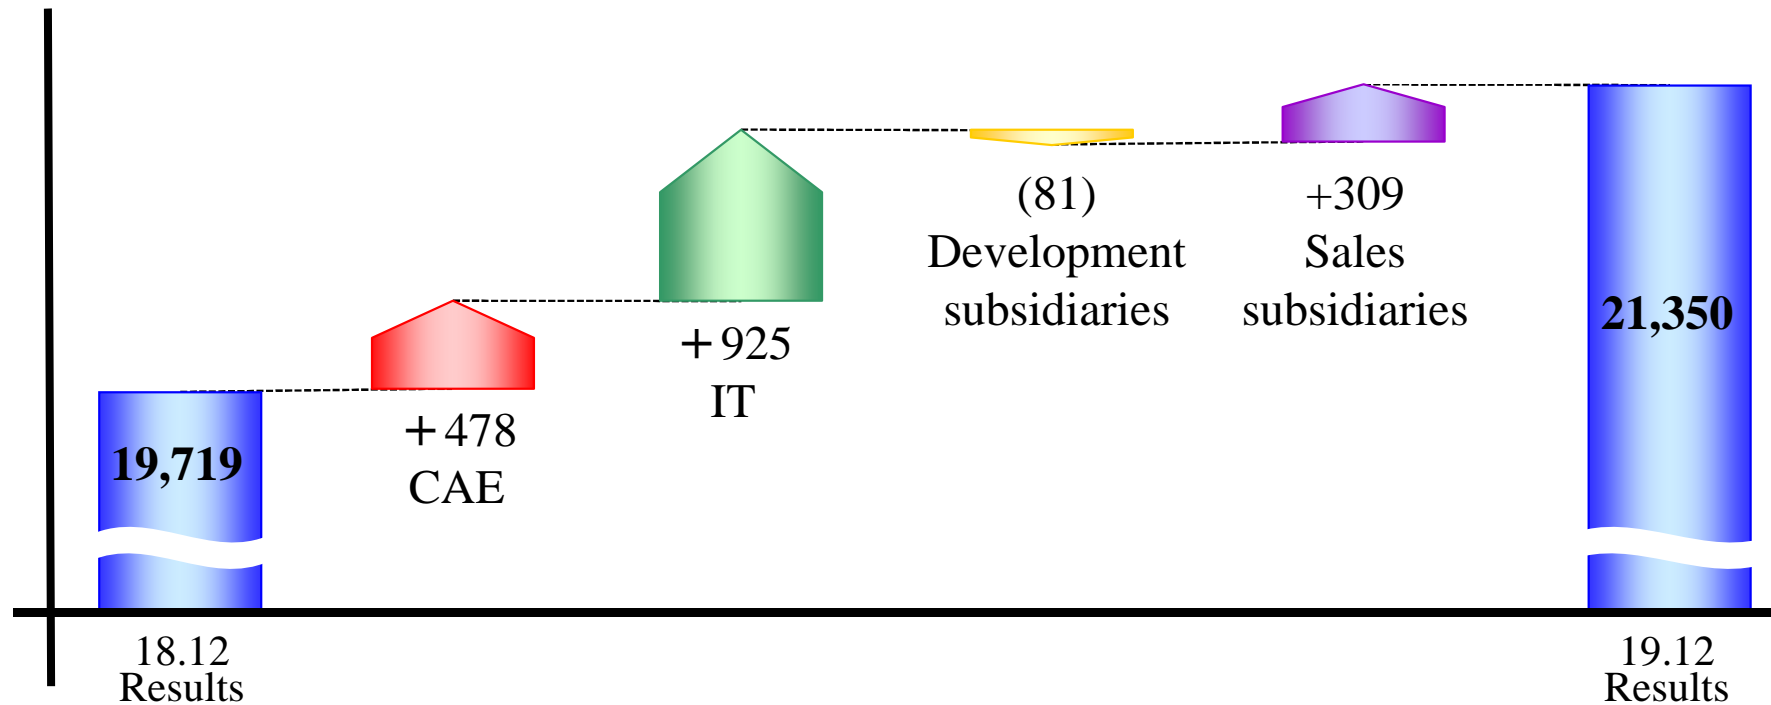 19,719
+478
CAE
+925
IT
(81)
Development
subsidiaries
+309
Sales
subsidiaries
21,350
18.12
Results
19.12
Results